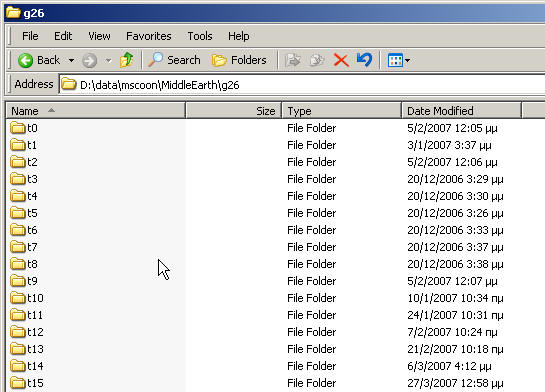 g26
File Edit View Favorites Tools Help
Back Search Folders
Address D:\data\mscoon\MiddleEarth\g26
Name Size Type Date Modified
t0 File Folder 5/2/2007 12:05 μμ
t1 File Folder 3/1/2007 3:37 μμ
t2 File Folder 5/2/2007 12:06 μμ
t3 File Folder 20/12/2006 3:29 μμ
t4 File Folder 20/12/2006 3:30 μμ
t5 File Folder 20/12/2006 3:26 μμ
t6 File Folder 20/12/2006 3:33 μμ
t7 File Folder 20/12/2006 3:37 μμ
t8 File Folder 20/12/2006 3:38 μμ
t9 File Folder 5/2/2007 12:07 μμ
t10 File Folder 10/1/2007 10:34 πμ
t11 File Folder 24/1/2007 10:31 πμ
t12 File Folder 7/2/2007 10:24 πμ
t13 File Folder 21/2/2007 10:18 πμ
t14 File Folder 6/3/2007 4:12 μμ
t15 File Folder 27/3/2007 12:58 μμ